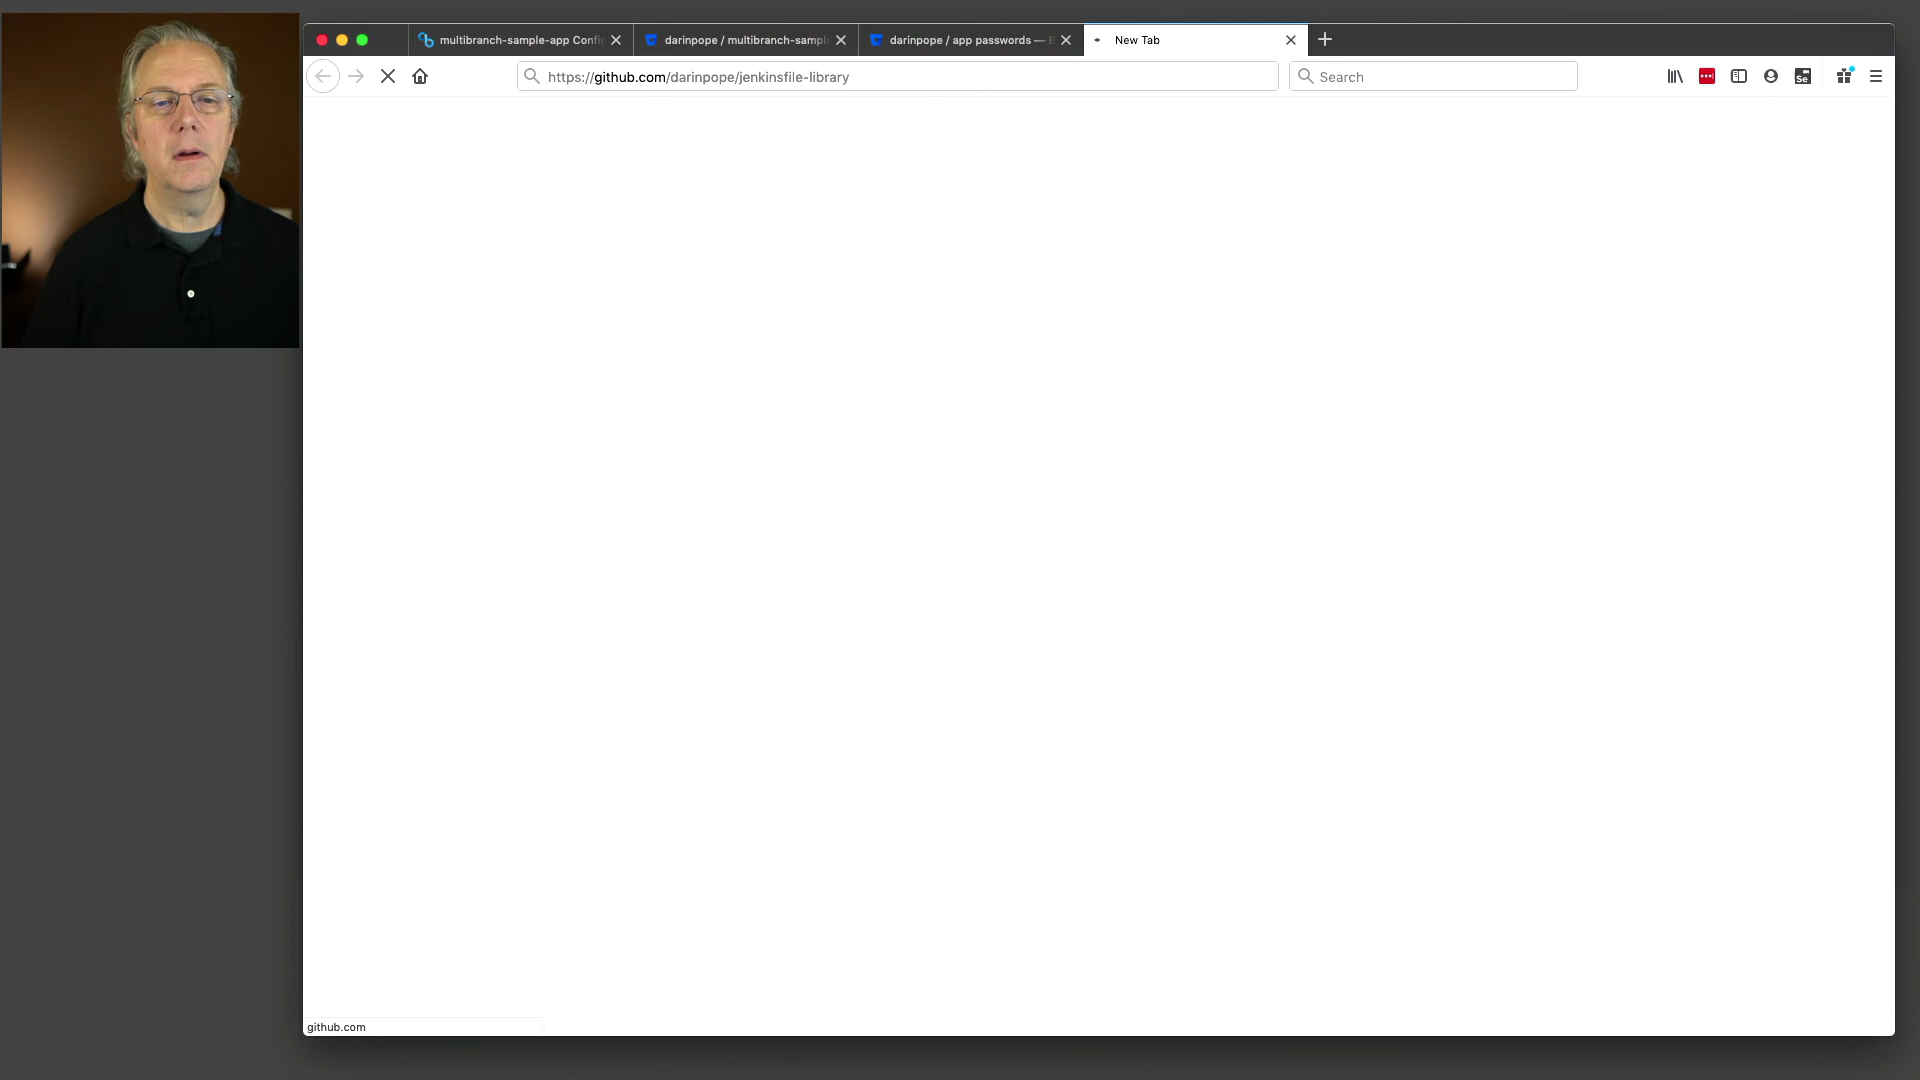 multibranch-sample-app Confi
darinpope / multibranch-sampl
darinpope / app passwords — B
New Tab
https://github.com/darinpope/jenkinsfile-library
Search
Se
github.com